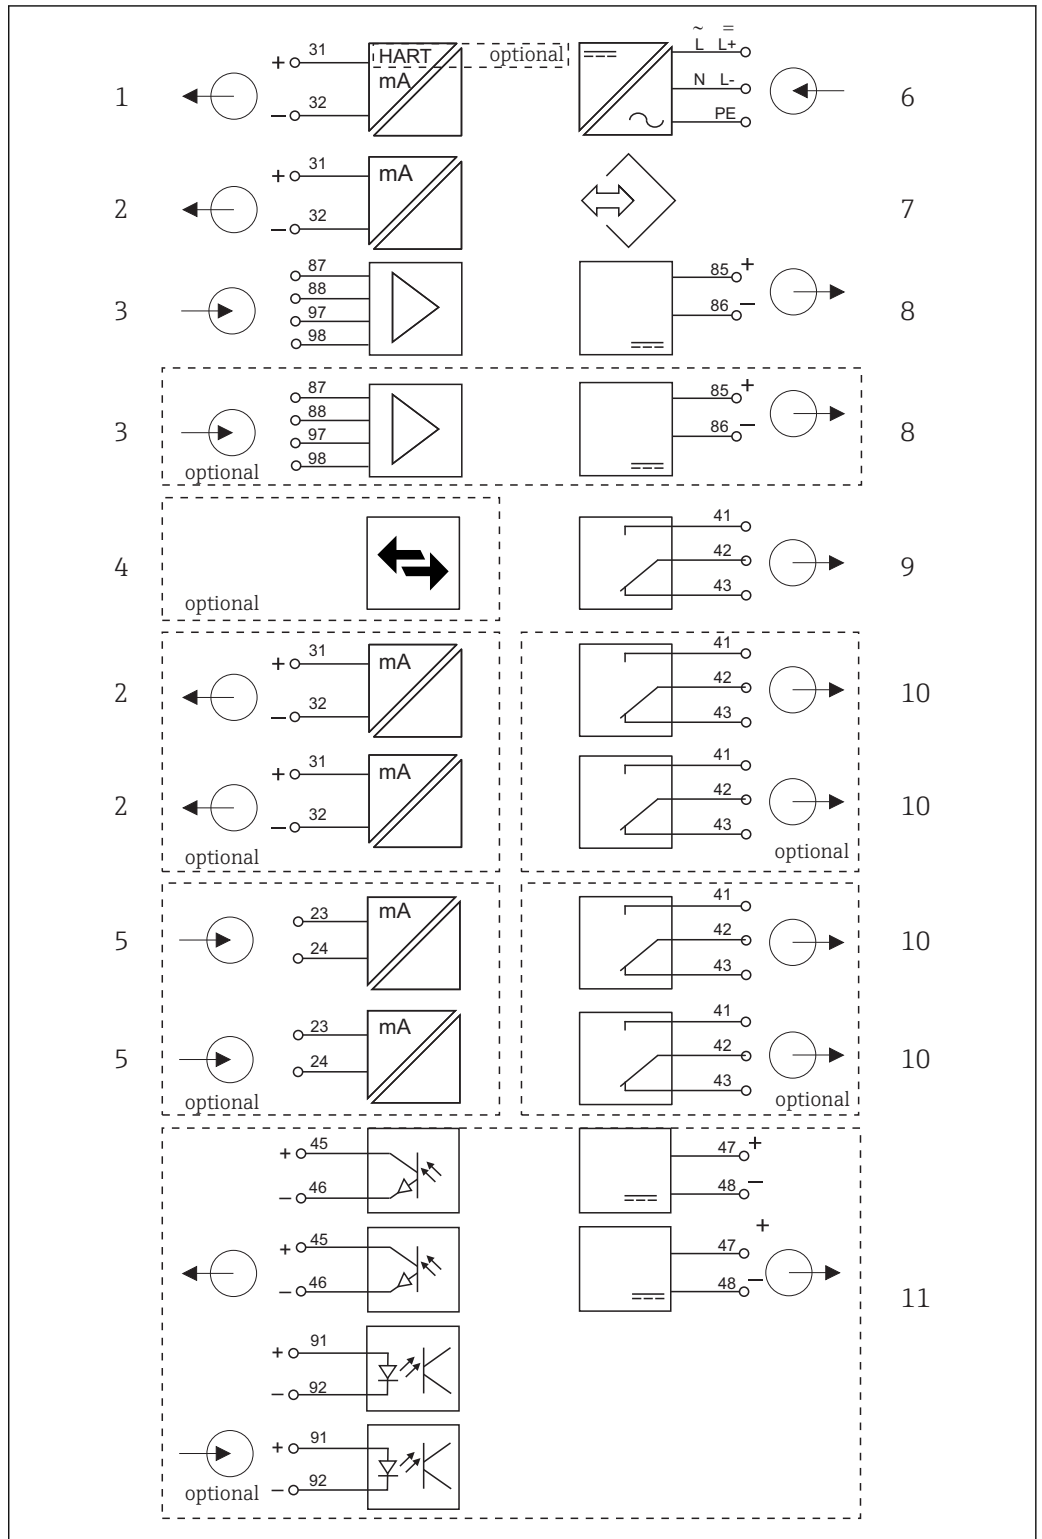 ~ =
31 HART optional L L+
+
1 mA N L- 6
32 PE
−
31 mA
+
2 32 7
−
87 85 +
88
3 97 86 − 8
98
87 85 +
88
3 97 86 − 8
98
optional
41
4 42 9
optional 43
31 mA 41
+
2 32 42 10
− 43
31 mA 41
+
2 32 42 10
− 43
optional optional
23 mA 41
5 24 42 10
43
23 mA 41
5 24 42 10
43
optional optional
+ 45 47 +
− 46 48 −
+ 45 47 +
− 46 48 −
11
+ 91
− 92
+ 91
optional − 92